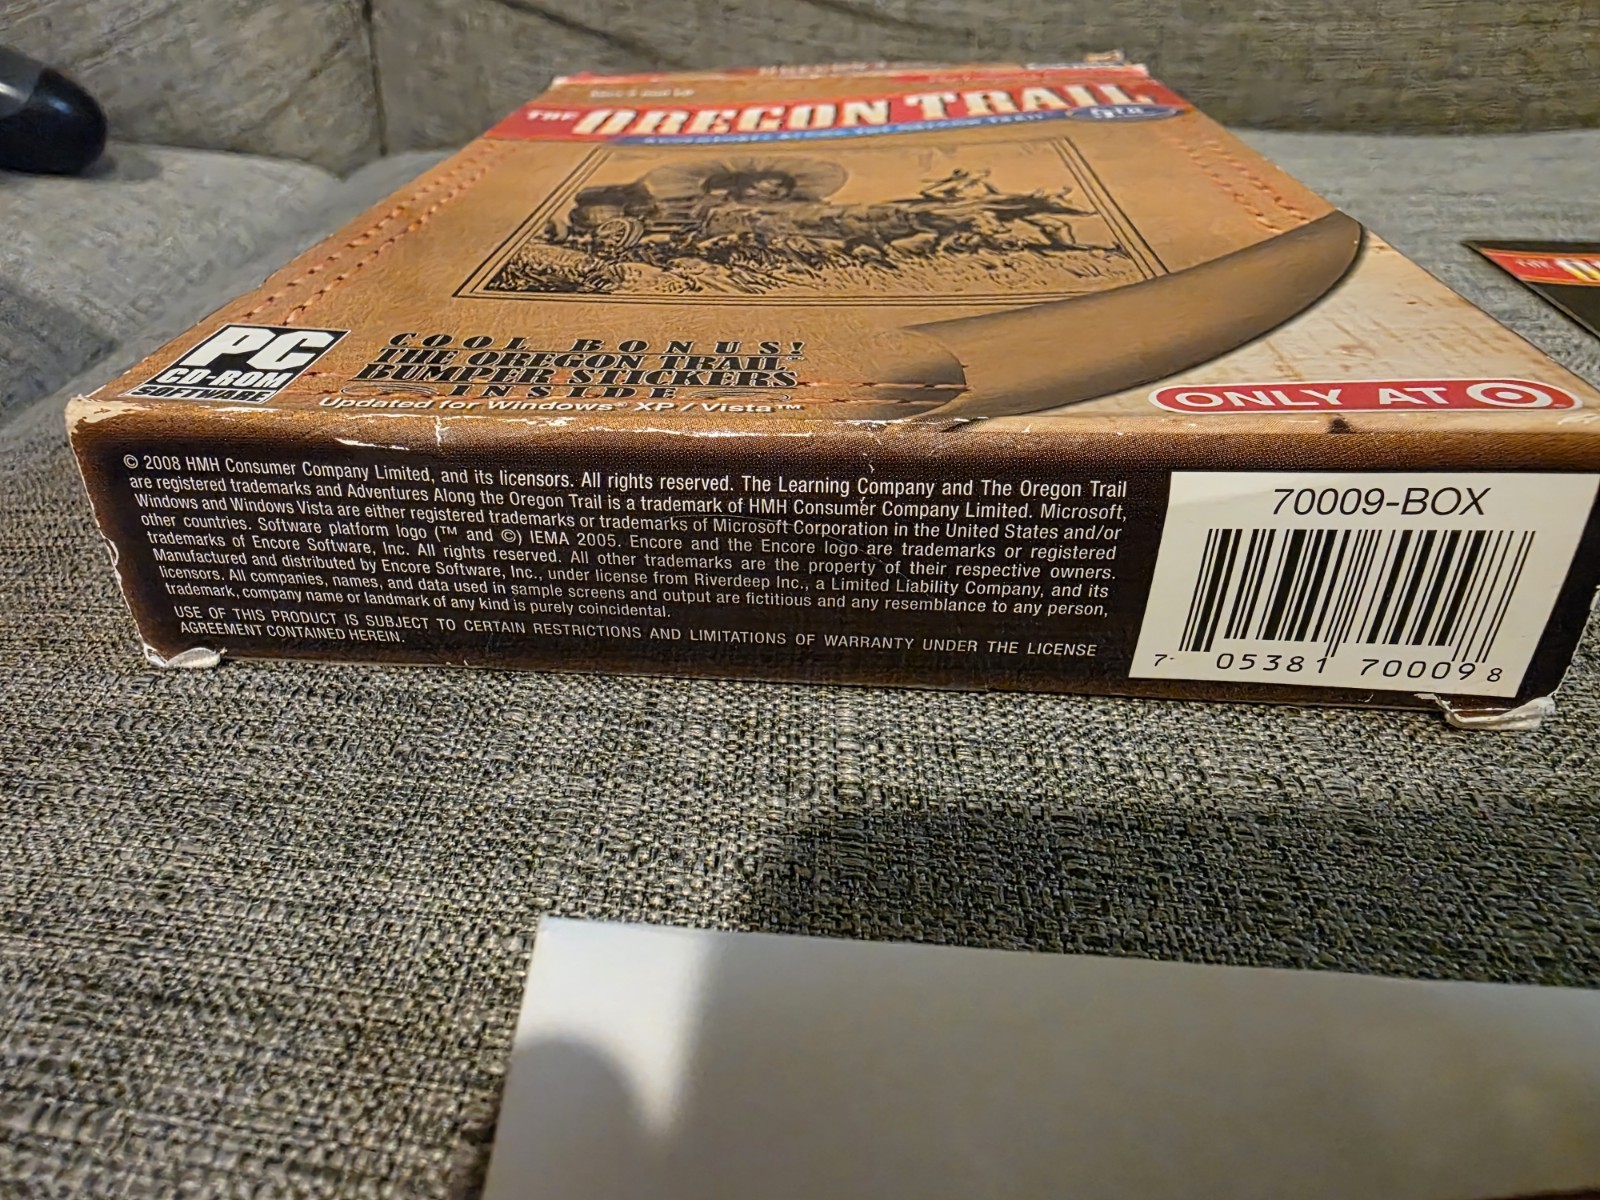 THE OREGON TRAIL
5TH
PC
CD-ROM
SOFTWARE
COOL BONUS!
THE OREGON TRAIL®
BUMPER STICKERS
INSIDE
Updated for Windows® XP / Vista™
ONLY AT
© 2008 HMH Consumer Company Limited, and its licensors. All rights reserved. The Learning Company and The Oregon Trail
are registered trademarks and Adventures Along the Oregon Trail is a trademark of HMH Consumer Company Limited. Microsoft,
Windows and Windows Vista are either registered trademarks or trademarks of Microsoft Corporation in the United States and/or
other countries. Software platform logo (™ and ©) IEMA 2005. Encore and the Encore logo are trademarks or registered
trademarks of Encore Software, Inc. All rights reserved. All other trademarks are the property of their respective owners.
Manufactured and distributed by Encore Software, Inc., under license from Riverdeep Inc., a Limited Liability Company, and its
licensors. All companies, names, and data used in sample screens and output are fictitious and any resemblance to any person,
trademark, company name or landmark of any kind is purely coincidental.
USE OF THIS PRODUCT IS SUBJECT TO CERTAIN RESTRICTIONS AND LIMITATIONS OF WARRANTY UNDER THE LICENSE
AGREEMENT CONTAINED HEREIN.
70009-BOX
7 05381 70009 8